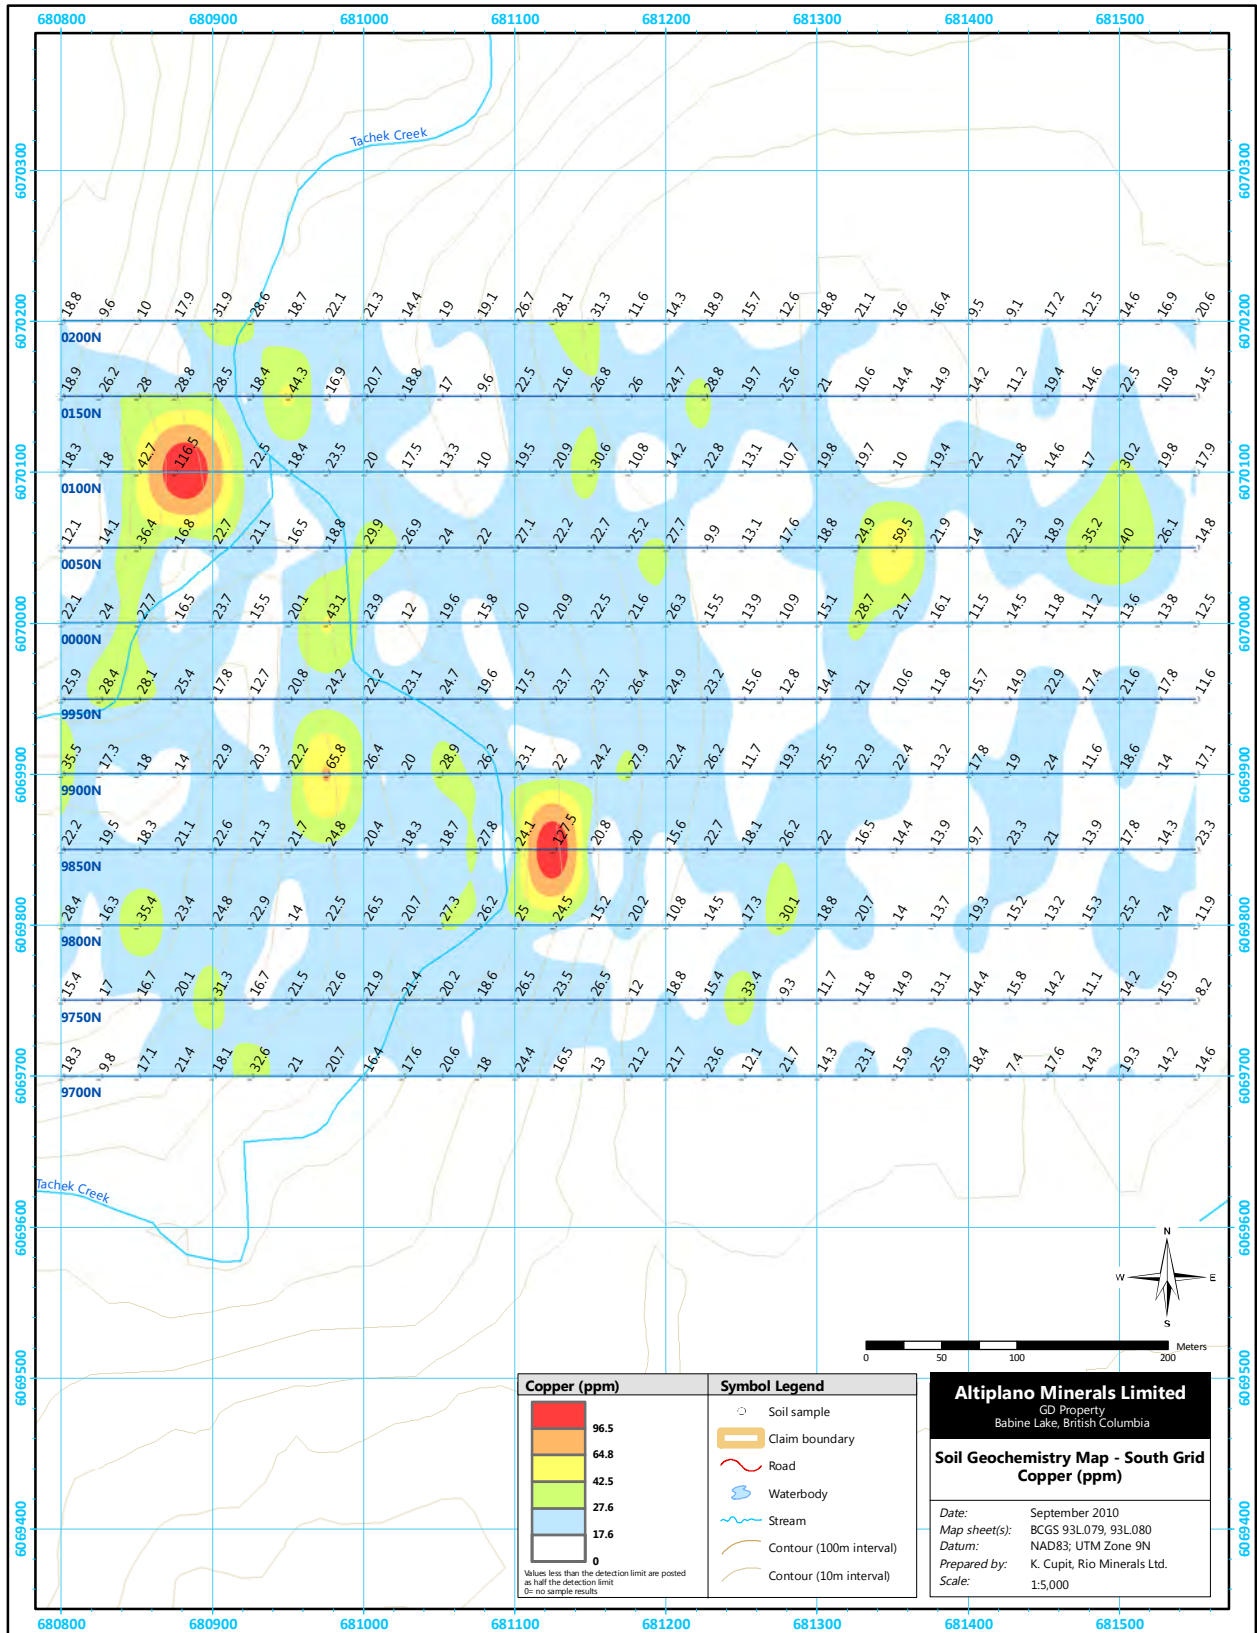 680800 680900 681000 681100 681200 681300 681400 681500
Tachek Creek
6070300 6070300
18.8 9.6 10 17.9 31.9 28.6 18.7 22.1 21.3 14.4 19 19.1 26.7 28.1 31.3 11.6 14.3 18.9 15.7 12.6 18.8 21.1 16 16.4 9.5 9.1 17.2 12.5 14.6 16.9 20.6
6070200 6070200
0200N
18.9 26.2 28 28.8 28.5 18.4 44.3 16.9 20.7 18.8 17 9.6 22.5 21.6 26.8 26 24.7 28.8 19.7 25.6 21 10.6 14.4 14.9 14.2 11.2 19.4 14.6 22.5 10.8 14.5
0150N
18.3 18 42.7 116.5 22.5 18.4 23.5 20 17.5 13.3 10 19.5 20.9 30.6 10.8 14.2 22.8 13.1 10.7 19.8 19.7 10 19.4 22 21.8 14.6 17 30.2 19.8 17.9
6070100 6070100
0100N
12.1 14.1 36.4 16.8 22.7 21.1 16.5 18.8 29.9 26.9 24 22 27.1 22.2 22.7 25.2 27.7 9.9 13.1 17.6 18.8 24.9 59.5 21.9 14 22.3 18.9 35.2 40 26.1 14.8
0050N
22.1 24 27.7 16.5 23.7 15.5 20.1 43.1 23.9 12 19.6 15.8 20 20.9 22.5 21.6 26.3 15.5 13.9 10.9 15.1 28.7 21.7 16.1 11.5 14.5 11.8 11.2 13.6 13.8 12.5
6070000 6070000
0000N
25.9 28.4 28.1 25.4 17.8 12.7 20.8 24.2 22.2 23.1 24.7 19.6 17.5 23.7 23.7 26.4 24.9 23.2 15.6 12.8 14.4 21 10.6 11.8 15.7 14.9 22.9 17.4 21.6 17.8 11.6
9950N
35.5 17.3 18 14 22.9 20.3 22.2 65.8 26.4 20 28.9 26.2 23.1 22 24.2 27.9 22.4 26.2 11.7 19.3 25.5 22.9 22.4 13.2 17.8 19 24 11.6 18.6 14 17.1
6069900 6069900
9900N
22.2 19.5 18.3 21.1 22.6 21.3 21.7 24.8 20.4 18.3 18.7 27.8 24.1 127.5 20.8 20 15.6 22.7 18.1 26.2 22 16.5 14.4 13.9 9.7 23.3 21 13.9 17.8 14.3 23.3
9850N
28.4 16.3 35.4 23.4 24.8 22.9 14 22.5 26.5 20.7 27.3 26.2 25 24.5 15.2 20.2 10.8 14.5 17.3 30.1 18.8 20.7 14 13.7 19.3 15.2 13.2 15.3 25.2 24 11.9
6069800 6069800
9800N
15.4 17 16.7 20.1 31.3 16.7 21.5 22.6 21.9 21.4 20.2 18.6 26.5 23.5 26.5 12 18.8 15.4 33.4 9.3 11.7 11.8 14.9 13.1 14.4 15.8 14.2 11.1 14.2 15.9 8.2
9750N
18.3 9.8 17.1 21.4 18.1 32.6 21 20.7 16.4 17.6 20.6 18 24.4 16.5 13 21.2 21.7 23.6 12.1 21.7 14.3 23.1 15.9 25.9 18.4 7.4 17.6 14.3 19.3 14.2 14.6
6069700 6069700
9700N
Tachek Creek
6069600 6069600
N
W E
S
Meters
0 50 100 200
6069500 6069500
Copper (ppm)
96.5
64.8
42.5
27.6
17.6
0
Values less than the detection limit are posted
as half the detection limit
0= no sample results
Symbol Legend
Soil sample
Claim boundary
Road
Waterbody
Stream
Contour (100m interval)
Contour (10m interval)
Altiplano Minerals Limited
GD Property
Babine Lake, British Columbia
Soil Geochemistry Map - South Grid
Copper (ppm)
Date: September 2010
Map sheet(s): BCGS 93L.079, 93L.080
Datum: NAD83; UTM Zone 9N
Prepared by: K. Cupit, Rio Minerals Ltd.
Scale: 1:5,000
6069400 6069400
680800 680900 681000 681100 681200 681300 681400 681500